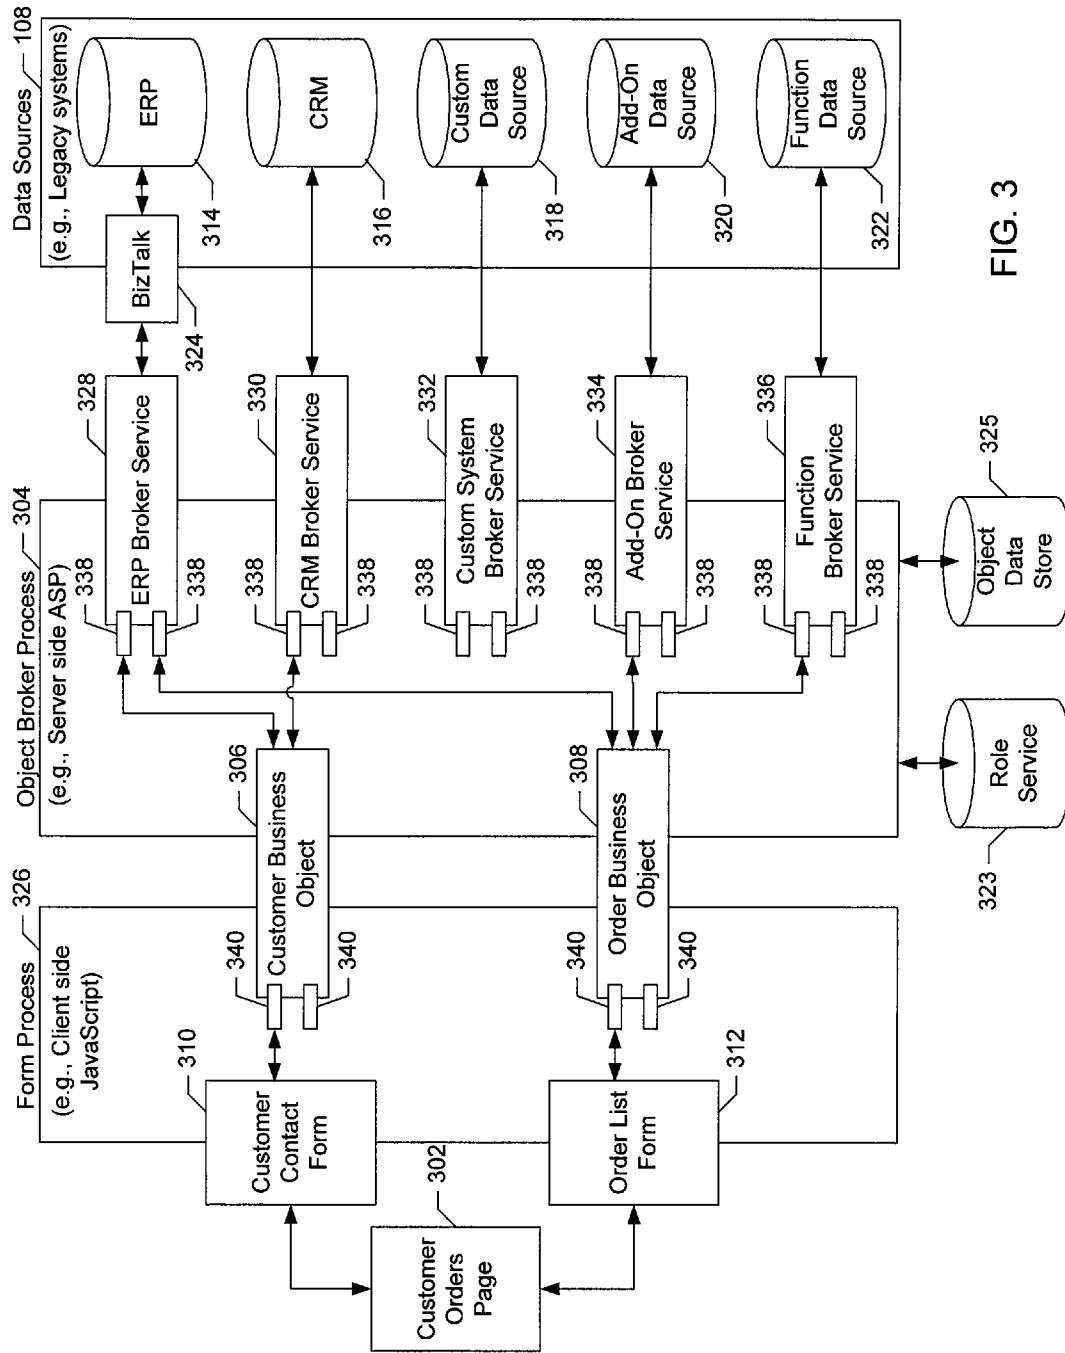 Data Sources 108
(e.g., Legacy systems)
ERP
314
CRM
316
Custom
Data
Source
318
Add-On
Data
Source
320
Function
Data
Source
322
BizTalk
324
Object Broker Process 304
(e.g., Server side ASP)
ERP Broker Service
328
338
338
CRM Broker Service
330
338
338
Custom System
Broker Service
332
338
338
Add-On Broker
Service
334
338
338
Function
Broker Service
336
338
338
Customer Business
Object
306
340
340
Order Business
Object
308
340
340
Form Process 326
(e.g., Client side
JavaScript)
Customer
Contact
Form
310
Order List
Form
312
Customer
Orders
Page
302
Role
Service
323
Object
Data
Store
325
FIG. 3